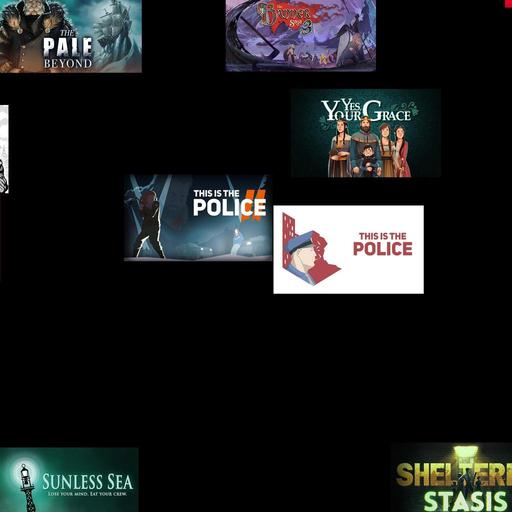 THE
PALE
BEYOND
The
Banner
Saga
3
YES,
YOUR GRACE
THIS IS THE
POLICE II
THIS IS THE
POLICE
SUNLESS SEA
LOSE YOUR MIND. EAT YOUR CREW.
SHELTERE
STASIS